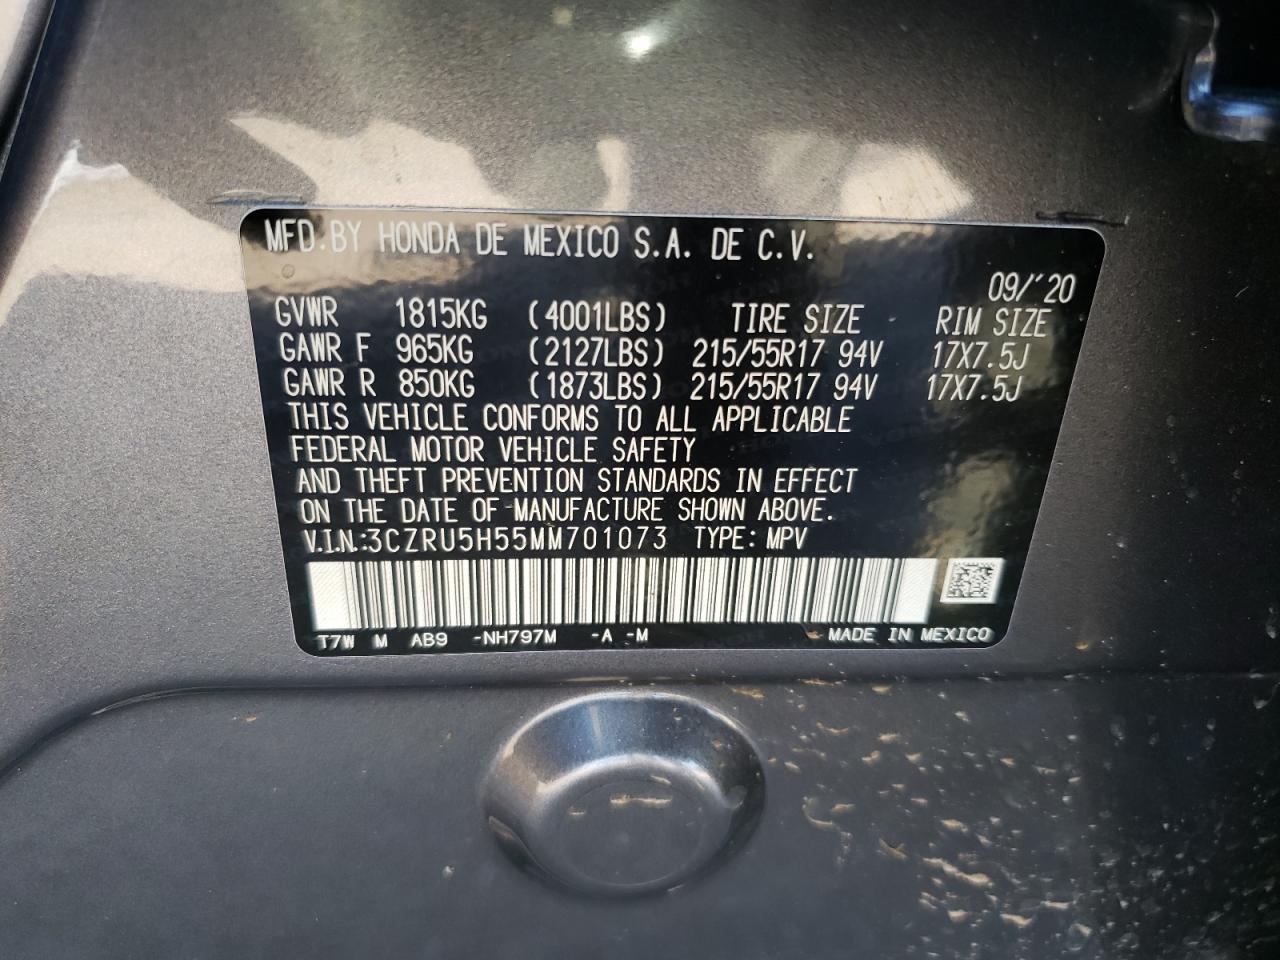 MFD. BY HONDA DE MEXICO S.A. DE C.V.
09/'20
GVWR 1815KG (4001LBS) TIRE SIZE RIM SIZE
GAWR F 965KG (2127LBS) 215/55R17 94V 17X7.5J
GAWR R 850KG (1873LBS) 215/55R17 94V 17X7.5J
THIS VEHICLE CONFORMS TO ALL APPLICABLE
FEDERAL MOTOR VEHICLE SAFETY
AND THEFT PREVENTION STANDARDS IN EFFECT
ON THE DATE OF MANUFACTURE SHOWN ABOVE.
V.I.N.:3CZRU5H55MM701073 TYPE: MPV
T7W M AB9 -NH797M -A -M MADE IN MEXICO